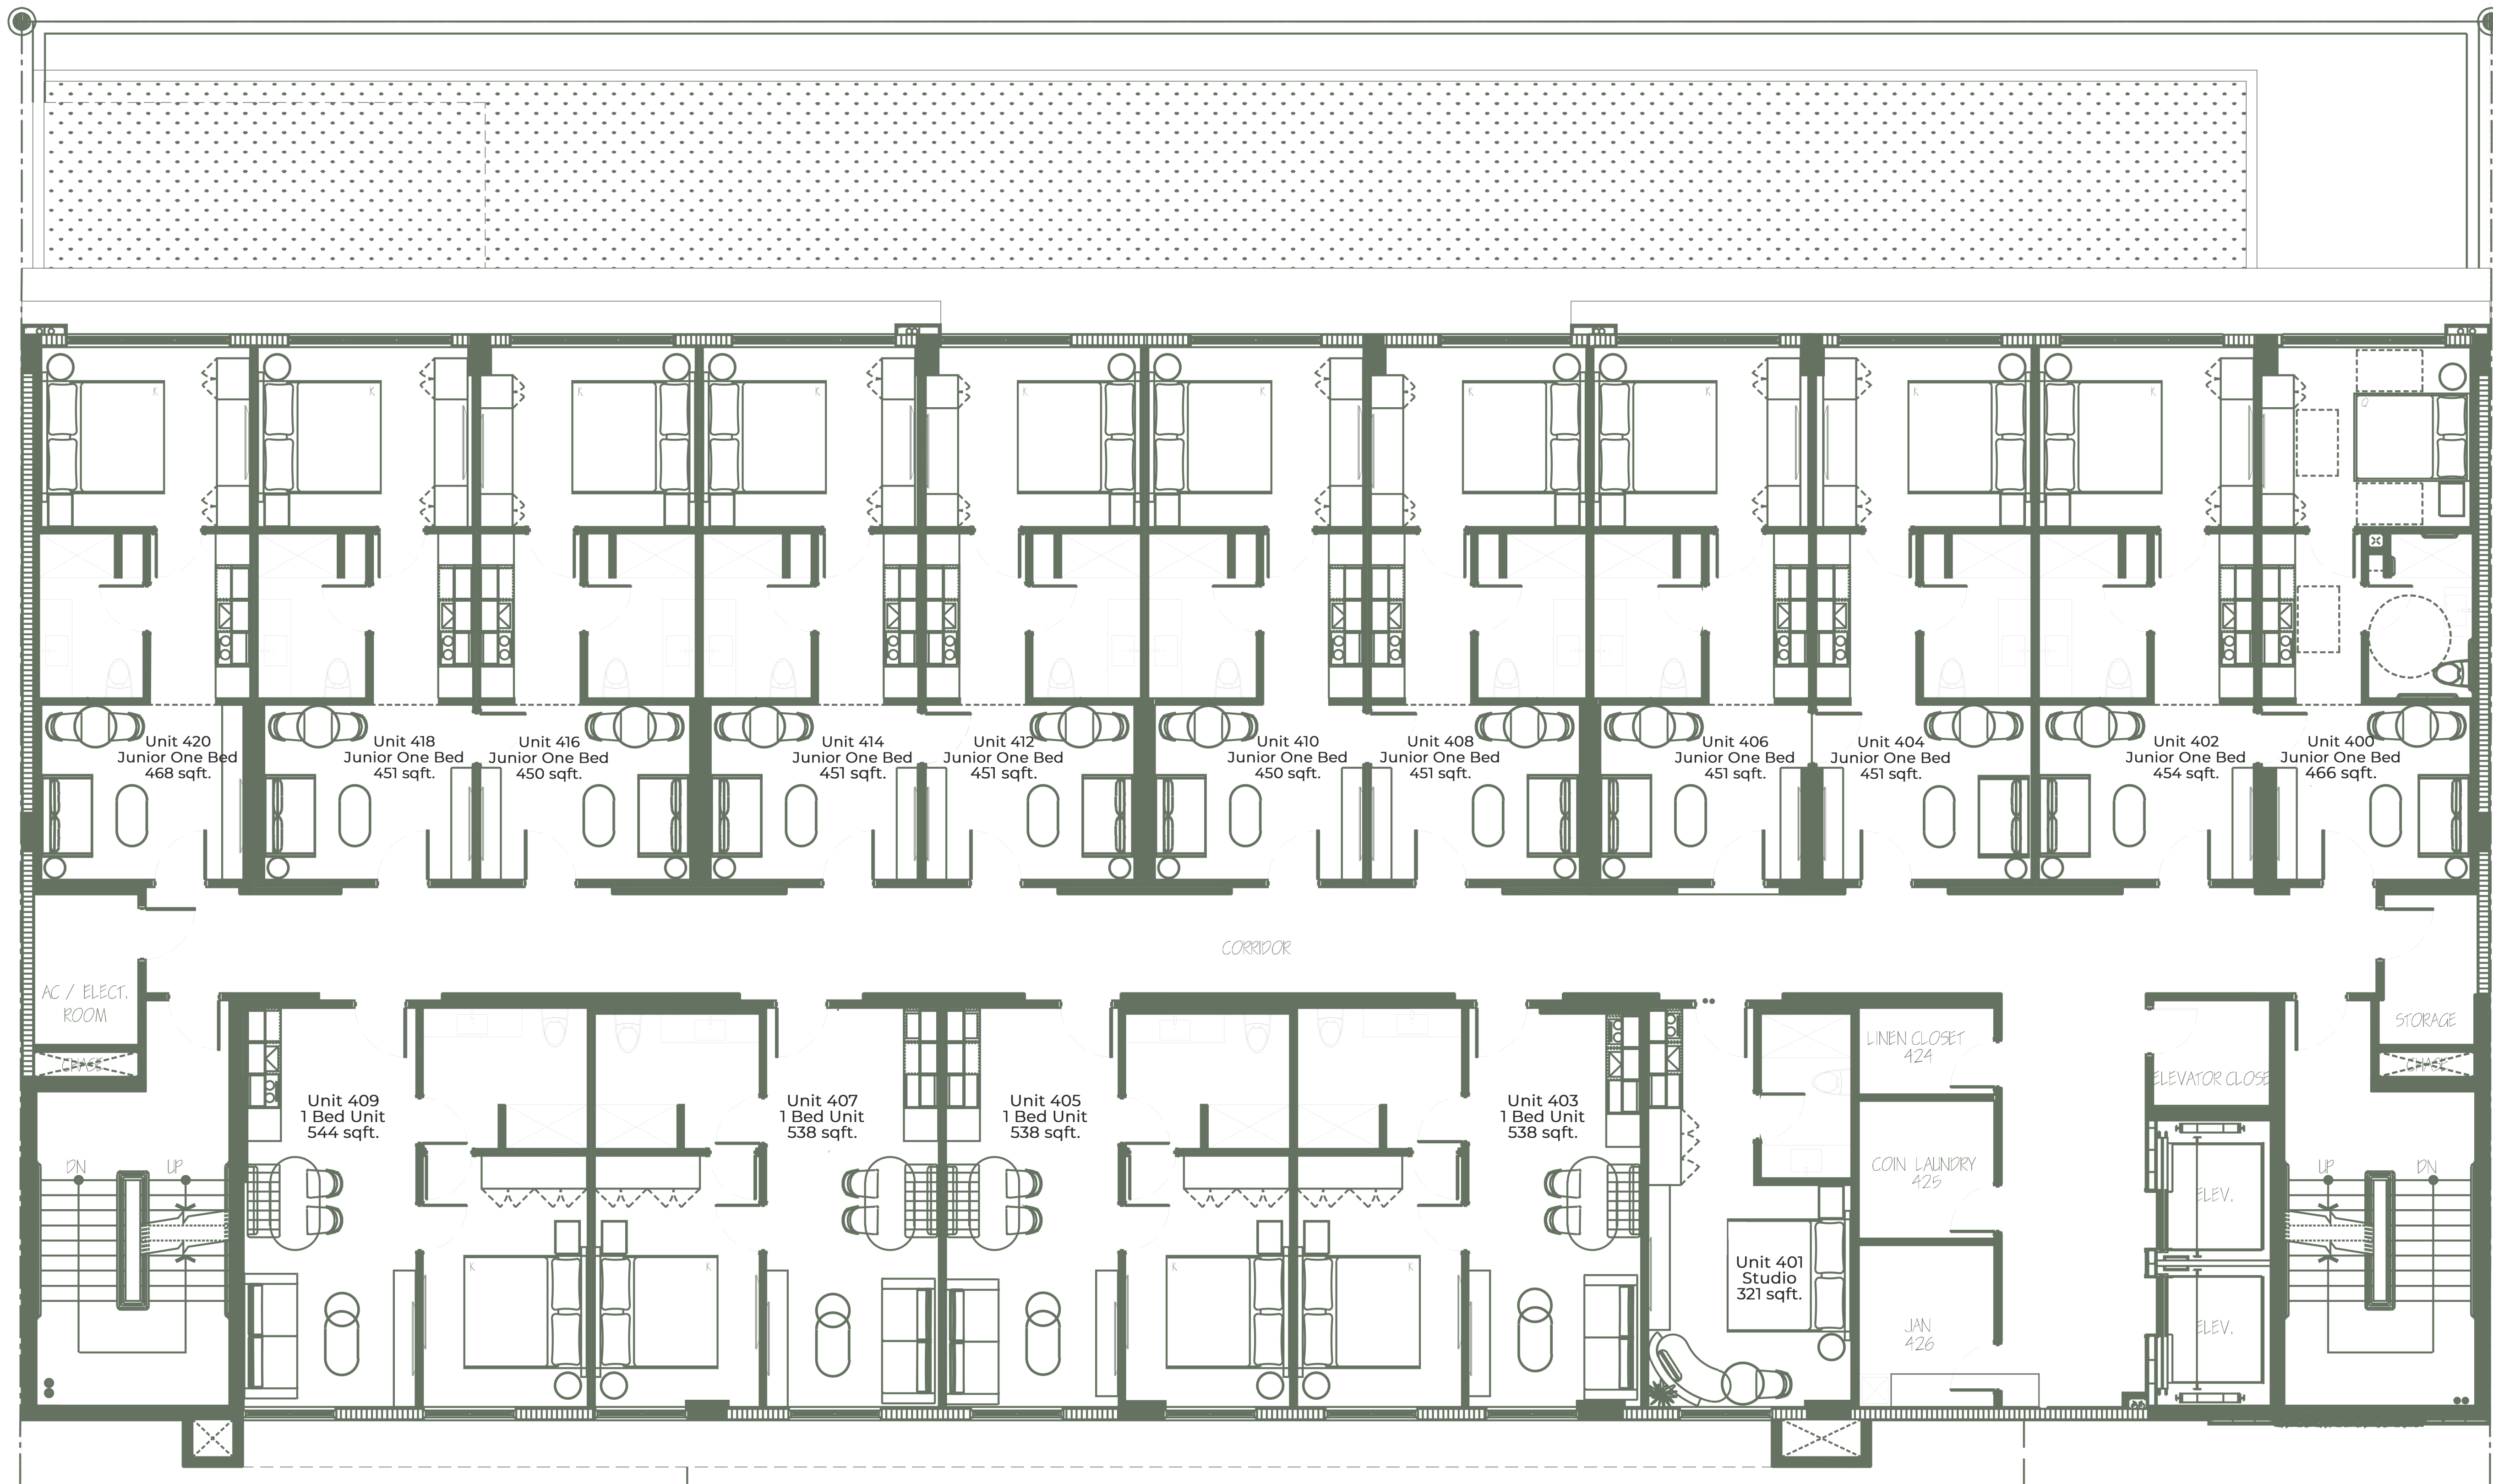 K
K
K
K
K
K
K
K
K
K
Q
Unit 420
Junior One Bed
468 sqft.
Unit 418
Junior One Bed
451 sqft.
Unit 416
Junior One Bed
450 sqft.
Unit 414
Junior One Bed
451 sqft.
Unit 412
Junior One Bed
451 sqft.
Unit 410
Junior One Bed
450 sqft.
Unit 408
Junior One Bed
451 sqft.
Unit 406
Junior One Bed
451 sqft.
Unit 404
Junior One Bed
451 sqft.
Unit 402
Junior One Bed
454 sqft.
Unit 400
Junior One Bed
466 sqft.
CORRIDOR
AC / ELECT.
ROOM
CHASE
STORAGE
CHASE
LINEN CLOSET
424
ELEVATOR CLOSE
Unit 409
1 Bed Unit
544 sqft.
Unit 407
1 Bed Unit
538 sqft.
Unit 405
1 Bed Unit
538 sqft.
Unit 403
1 Bed Unit
538 sqft.
DN
UP
COIN LAUNDRY
425
ELEV.
UP
DN
K
K
K
K
Unit 401
Studio
321 sqft.
JAN
426
ELEV.